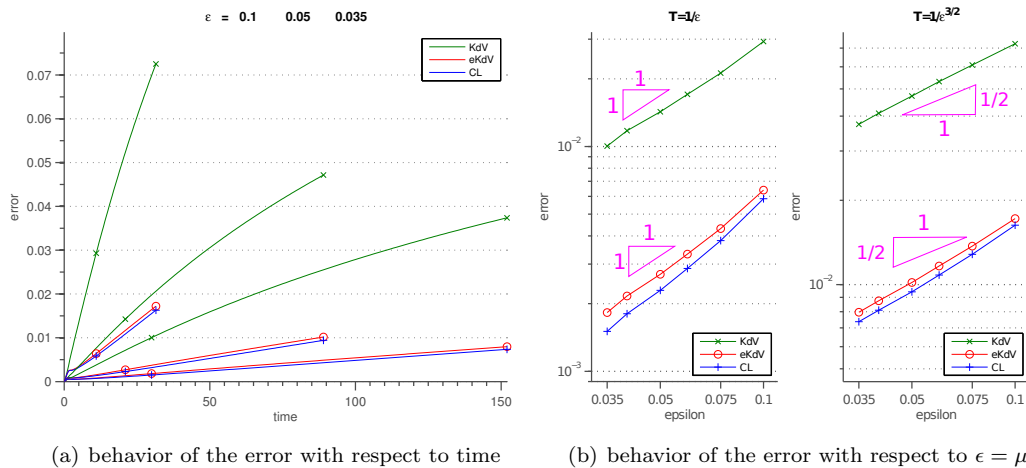 ε = 0.1 0.05 0.035
KdV
eKdV
CL
error
0.07
0.06
0.05
0.04
0.03
0.02
0.01
0
0 50 100 150
time
(a) behavior of the error with respect to time
T=1/ε
error
10⁻²
10⁻³
1
1
1
1
KdV
eKdV
CL
0.035 0.05 0.075 0.1
epsilon
T=1/ε^3/2
error
10⁻²
1/2
1
1
1/2
KdV
eKdV
CL
0.035 0.05 0.075 0.1
epsilon
(b) behavior of the error with respect to ϵ = μ